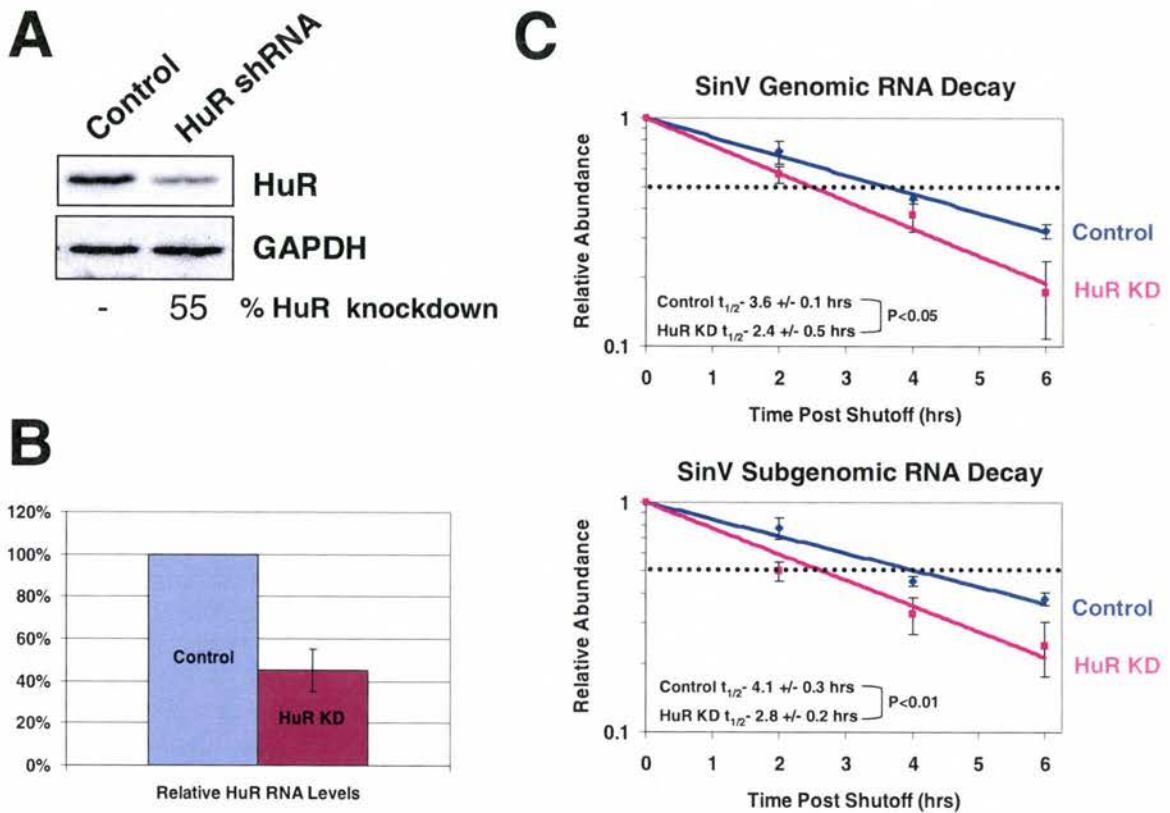 A
Control
HuR shRNA
HuR
GAPDH
- 55 % HuR knockdown
B
120%
100%
80%
60%
40%
20%
0%
Control
HuR KD
Relative HuR RNA Levels
C
SinV Genomic RNA Decay
Relative Abundance
1
0.1
Control
HuR KD
Control t1/2- 3.6 +/- 0.1 hrs
HuR KD t1/2- 2.4 +/- 0.5 hrs
P<0.05
0 1 2 3 4 5 6
Time Post Shutoff (hrs)
SinV Subgenomic RNA Decay
Relative Abundance
1
0.1
Control
HuR KD
Control t1/2- 4.1 +/- 0.3 hrs
HuR KD t1/2- 2.8 +/- 0.2 hrs
P<0.01
0 1 2 3 4 5 6
Time Post Shutoff (hrs)